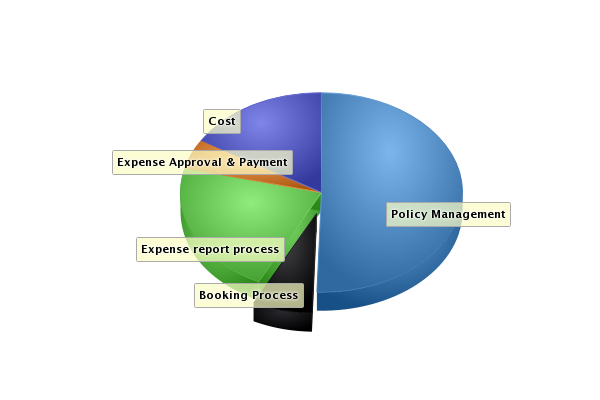 Cost
Expense Approval & Payment
Policy Management
Expense report process
Booking Process